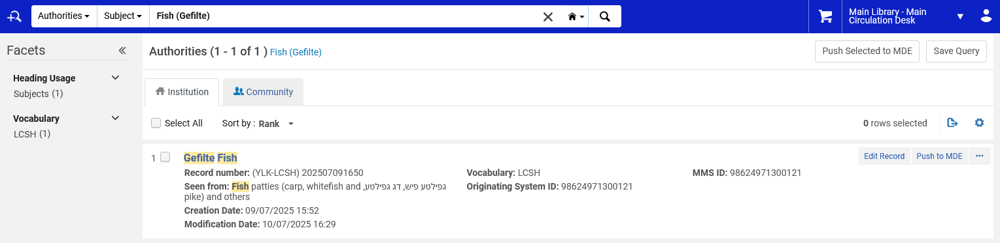 Authorities Subject Fish (Gefilte)
Main Library - Main
Circulation Desk
Facets
Authorities (1 - 1 of 1 ) Fish (Gefilte)
Push Selected to MDE Save Query
Heading Usage
Subjects (1)
Vocabulary
LCSH (1)
Institution Community
Select All Sort by : Rank
0 rows selected
1 Gefilte Fish
Edit Record Push to MDE ...
Record number: (YLK-LCSH) 202507091650
Vocabulary: LCSH
MMS ID: 98624971300121
Seen from: Fish patties (carp, whitefish and גפילטע פיש, דג גפילטע,
pike) and others
Originating System ID: 98624971300121
Creation Date: 09/07/2025 15:52
Modification Date: 10/07/2025 16:29